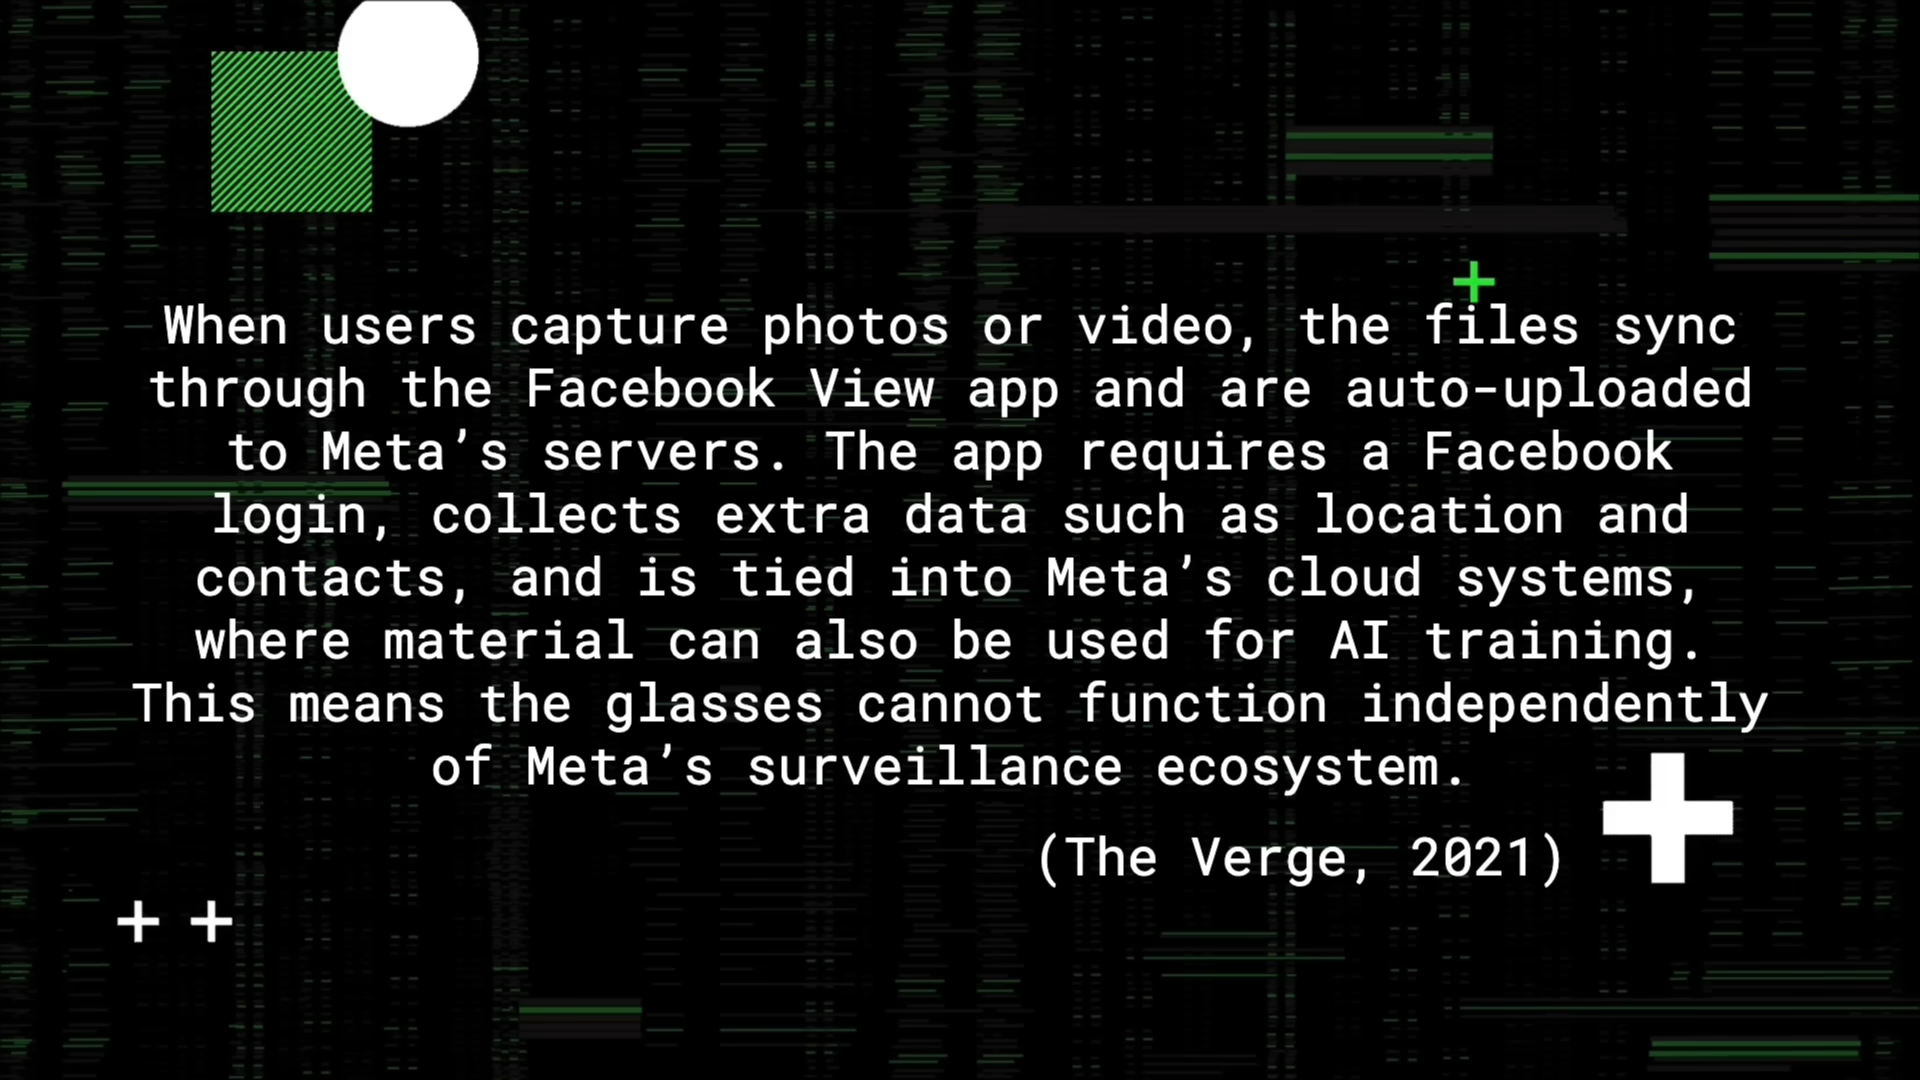 When users capture photos or video, the files sync
through the Facebook View app and are auto-uploaded
to Meta’s servers. The app requires a Facebook
login, collects extra data such as location and
contacts, and is tied into Meta’s cloud systems,
where material can also be used for AI training.
This means the glasses cannot function independently
of Meta’s surveillance ecosystem.
(The Verge, 2021)